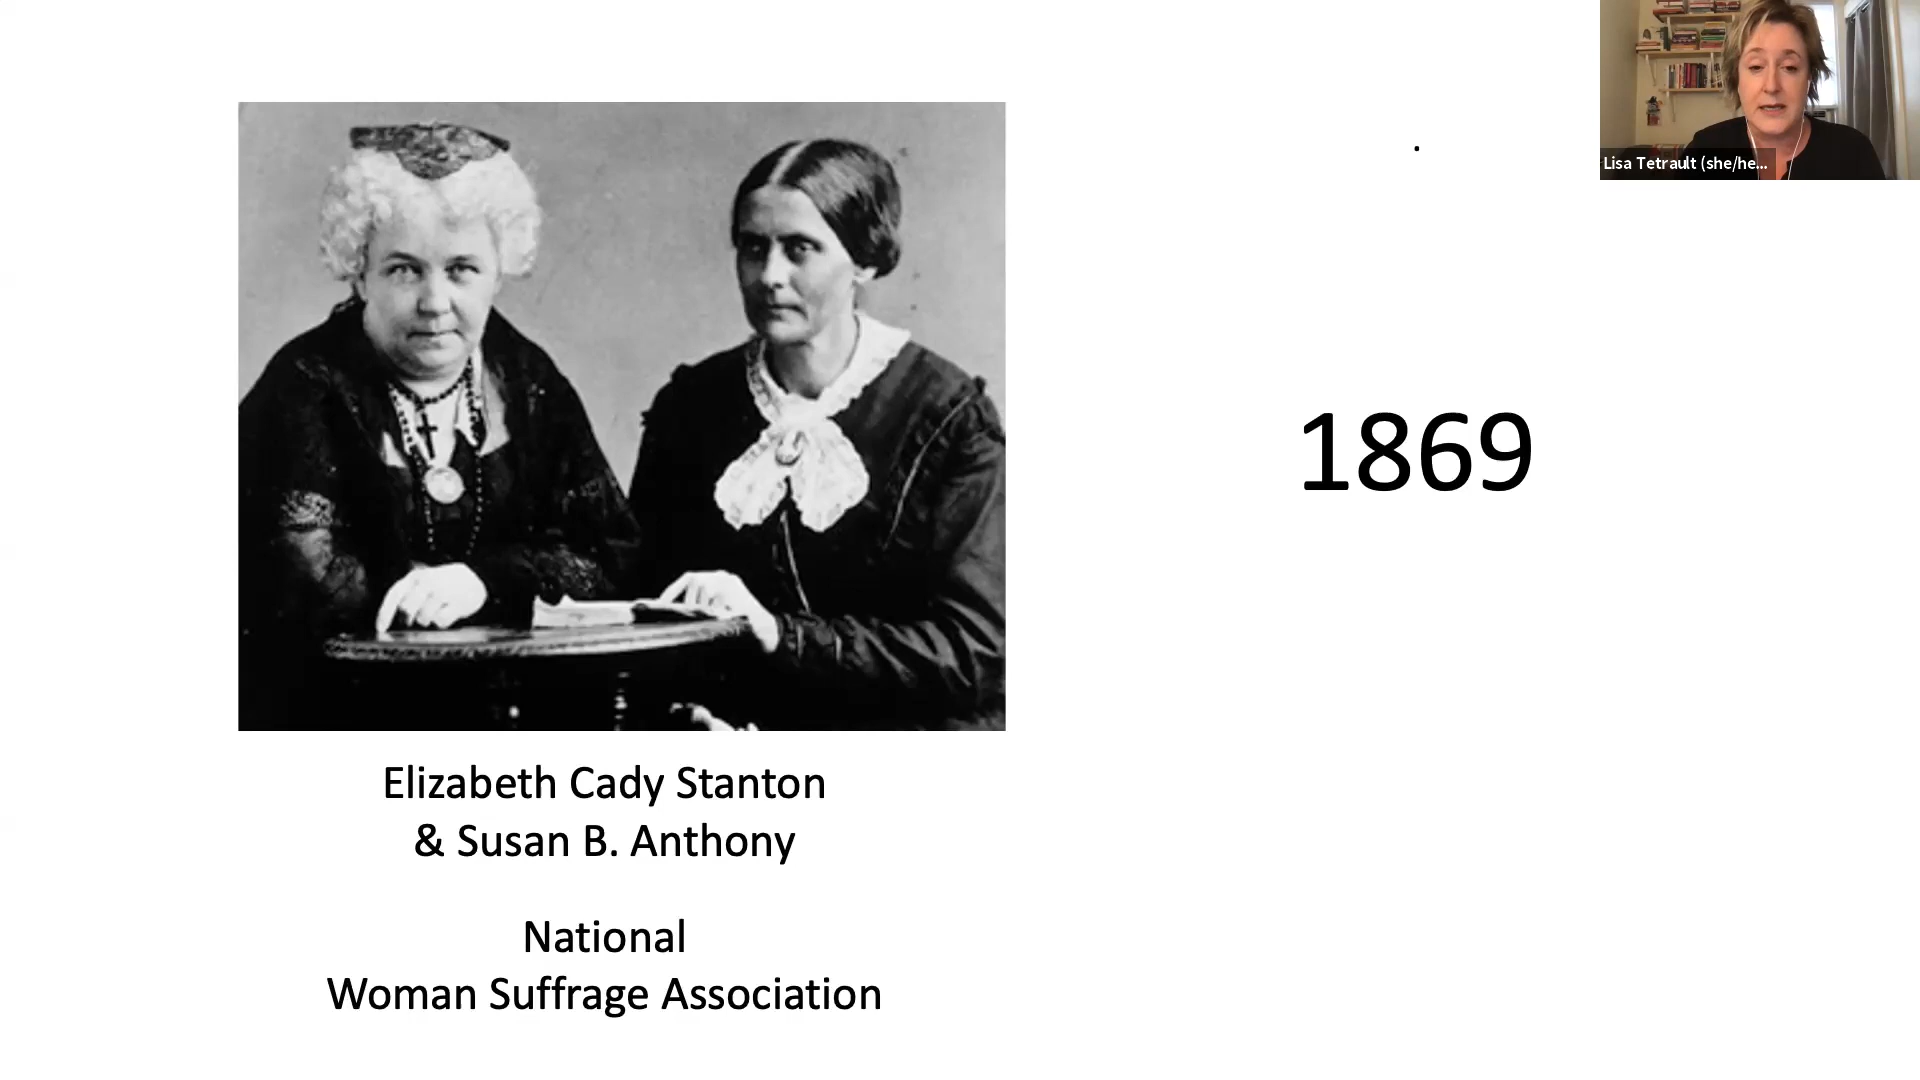 Lisa Tetrault (she/he...
1869
Elizabeth Cady Stanton
& Susan B. Anthony
National
Woman Suffrage Association